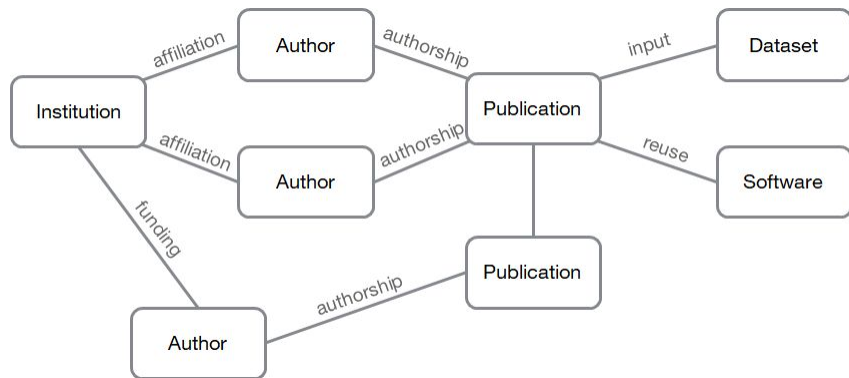 affiliation
Author
authorship
input
Dataset
Institution
Publication
affiliation
Author
authorship
reuse
Software
funding
authorship
Publication
Author